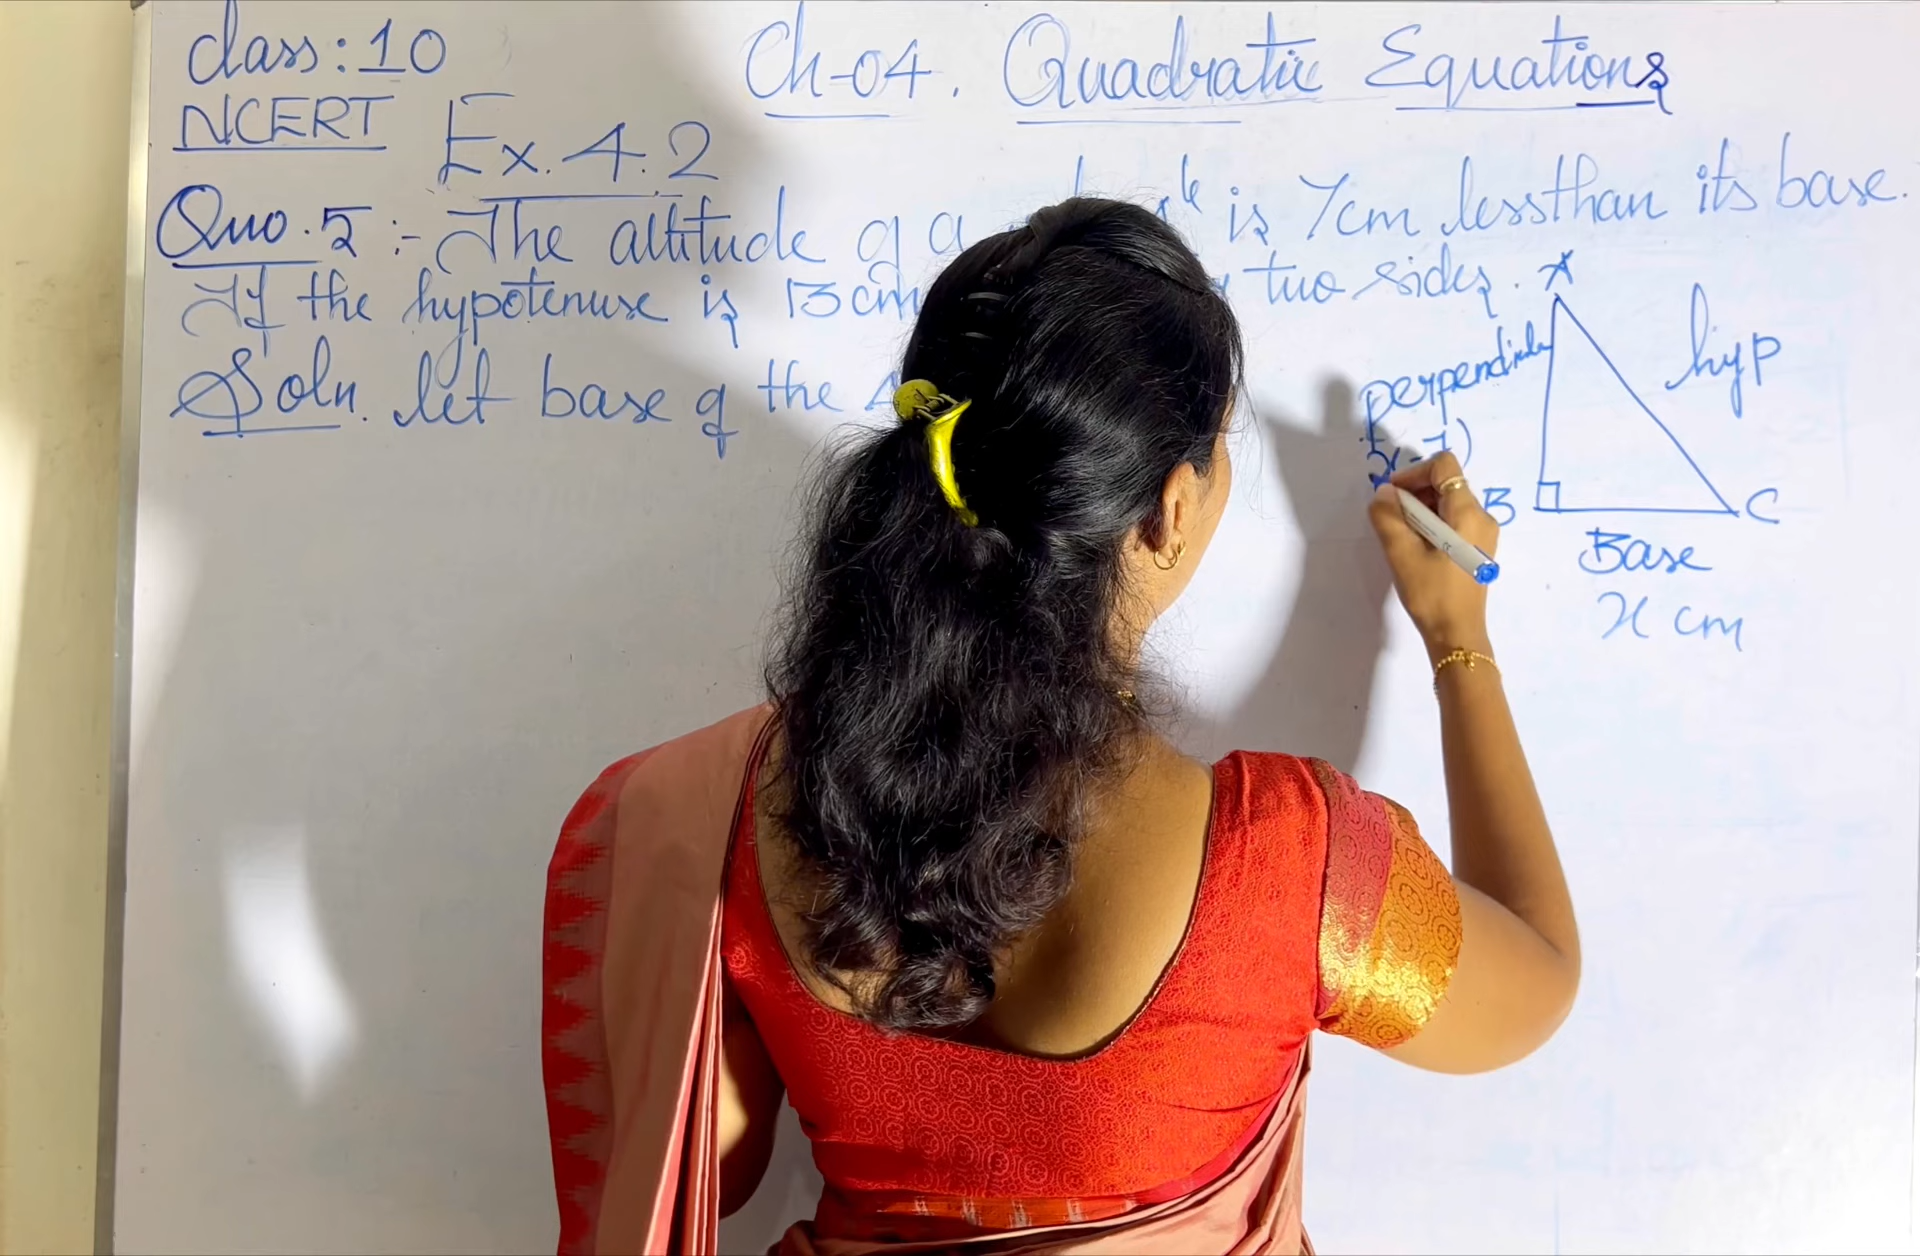 Class: 10
Ch-04. Quadratic Equations
NCERT
Ex. 4.2
Quo. 5 :- The altitude of a is 7cm lessthan its base.
If the hypotenuse is 13cm two sides.
Soln. let base of the
A
perpendicular
hyp
(x-7)
B
C
Base
x cm